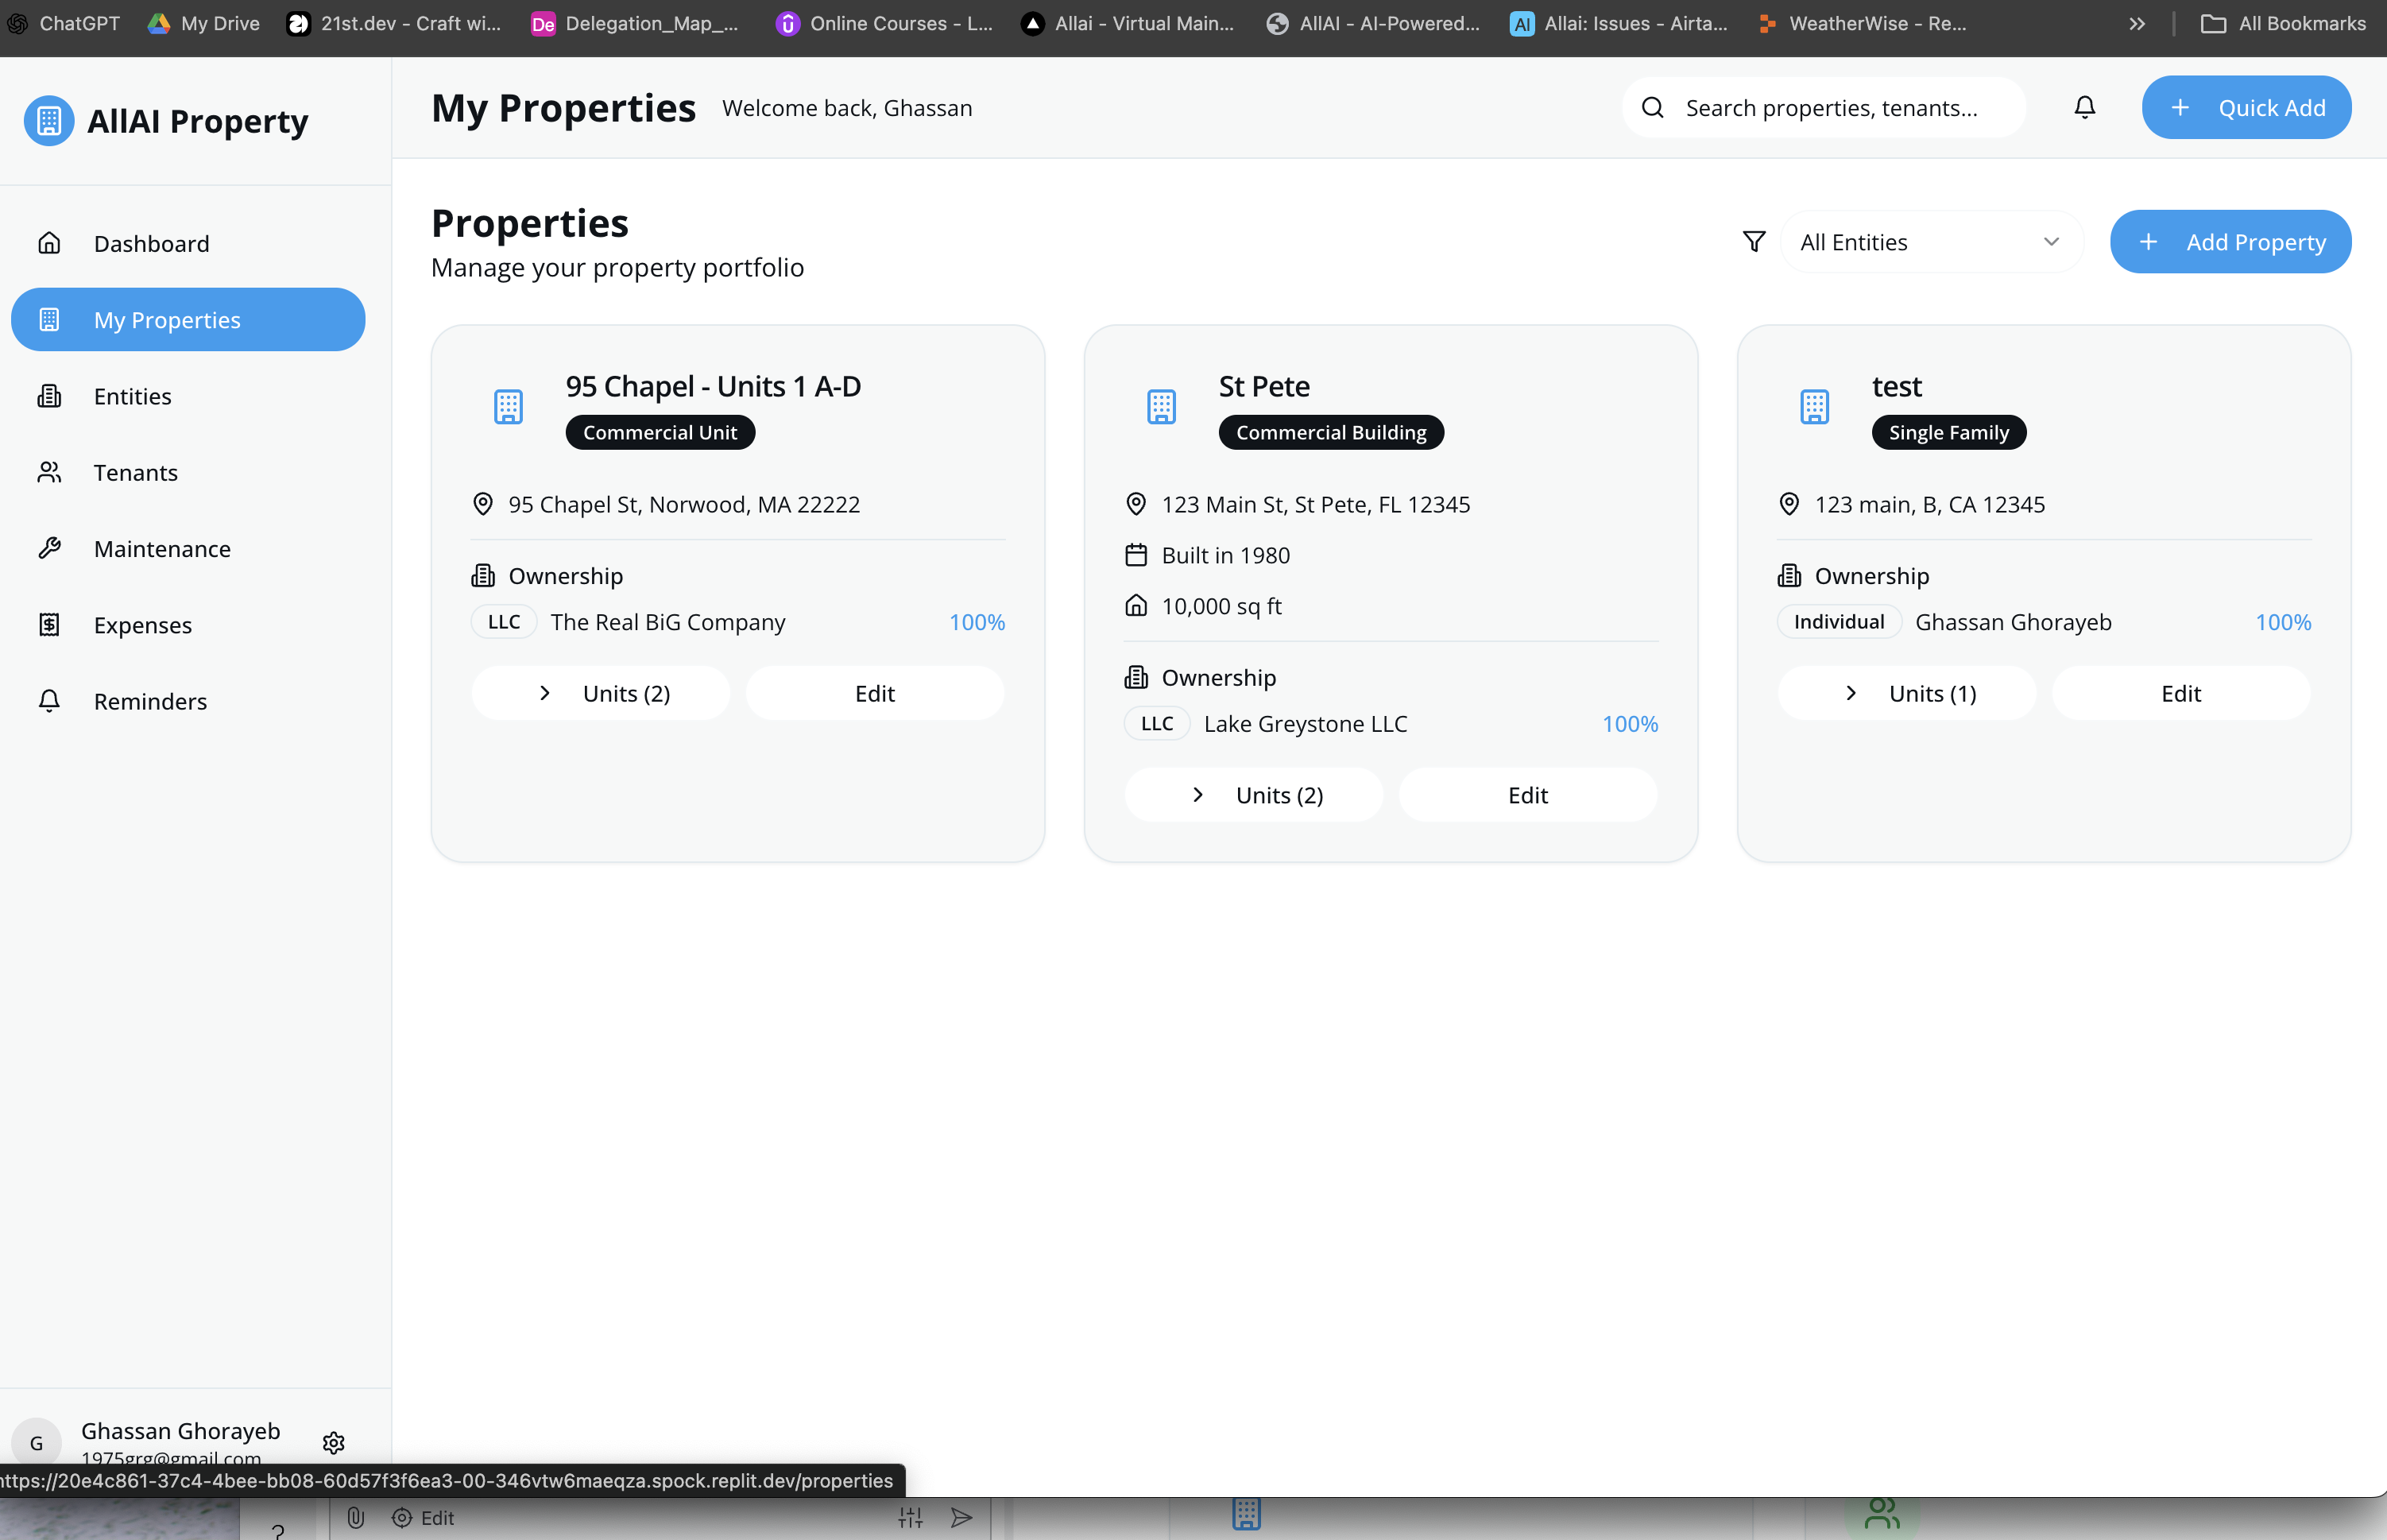 ChatGPT My Drive 21st.dev - Craft wi... De Delegation_Map_-... Online Courses - L... Allai - Virtual Main... AllAI - AI-Powered... AI Allai: Issues - Airta... WeatherWise - Re... All Bookmarks
AllAI Property
My Properties Welcome back, Ghassan Search properties, tenants... Quick Add
Dashboard
My Properties
Entities
Tenants
Maintenance
Expenses
Reminders
Properties
Manage your property portfolio
All Entities
Add Property
95 Chapel - Units 1 A-D
Commercial Unit
95 Chapel St, Norwood, MA 22222
Ownership
LLC The Real BiG Company 100%
Units (2) Edit
St Pete
Commercial Building
123 Main St, St Pete, FL 12345
Built in 1980
10,000 sq ft
Ownership
LLC Lake Greystone LLC 100%
Units (2) Edit
test
Single Family
123 main, B, CA 12345
Ownership
Individual Ghassan Ghorayeb 100%
Units (1) Edit
G
Ghassan Ghorayeb
1975grg@gmail.com
https://20e4c861-37c4-4bee-bb08-60d57f3f6ea3-00-346vtw6maeqza.spock.replit.dev/properties
? Edit